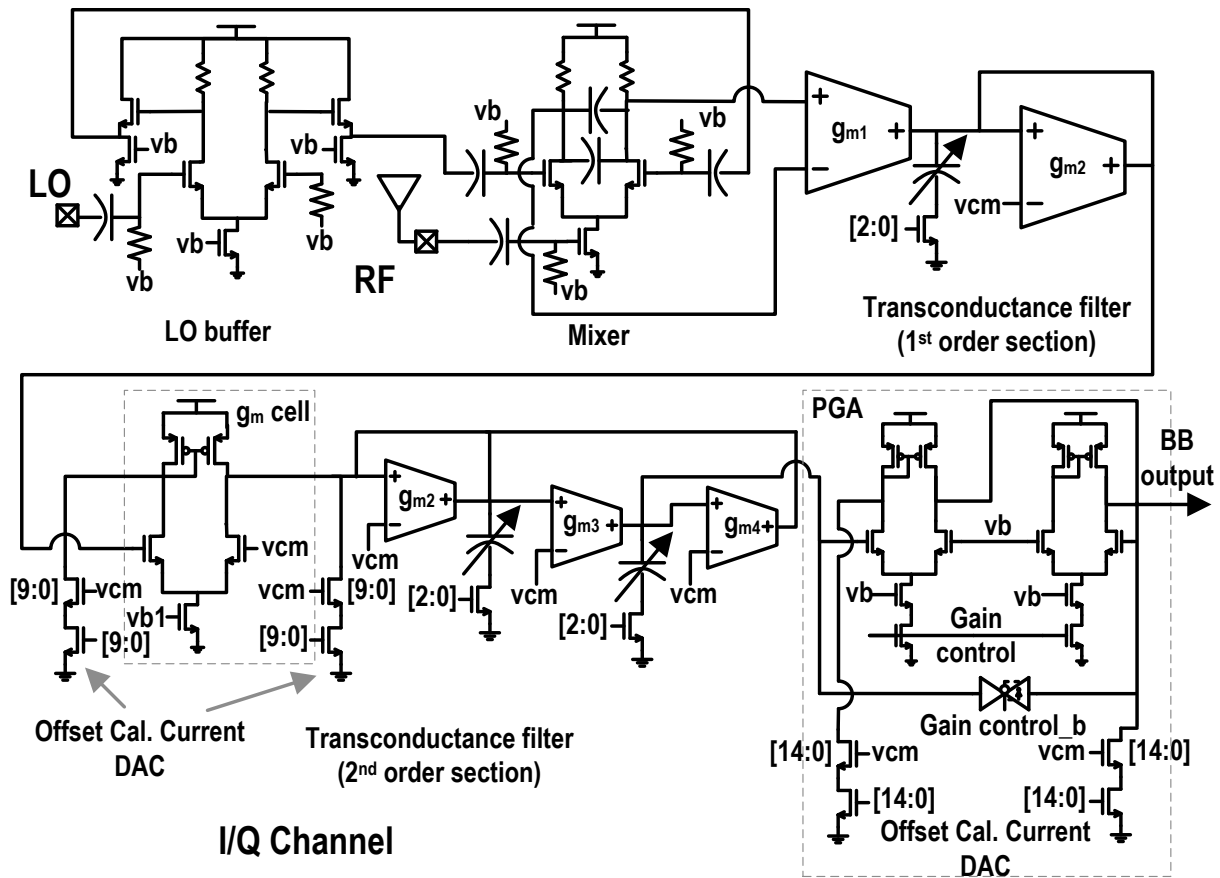 vb
vb
LO
vb
vb
vb
vb
RF
vb
vb
vb
LO buffer
Mixer
+
gm1
+
−
+
gm2
+
vcm
−
[2:0]
Transconductance filter
(1st order section)
gm cell
vcm
[9:0]
vcm
vb1
[9:0]
vcm
[9:0]
[9:0]
Offset Cal. Current
DAC
+
gm2
+
−
vcm
[2:0]
+
gm3
+
−
vcm
[2:0]
+
gm4
+
−
vcm
Transconductance filter
(2nd order section)
PGA
BB
output
vb
vb
vb
Gain
control
Gain control_b
[14:0]
vcm
vcm
[14:0]
[14:0]
[14:0]
Offset Cal. Current
DAC
I/Q Channel